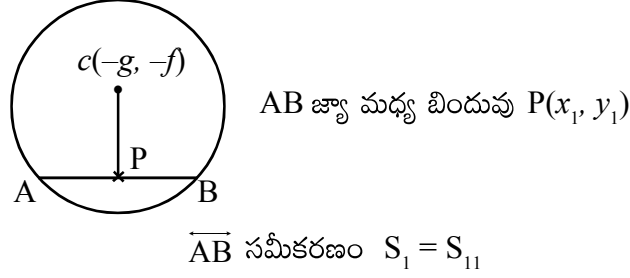 c(–g, –f)
AB జ్యా మధ్య బిందువు P(x₁, y₁)
P
A B
AB సమీకరణం S₁ = S₁₁